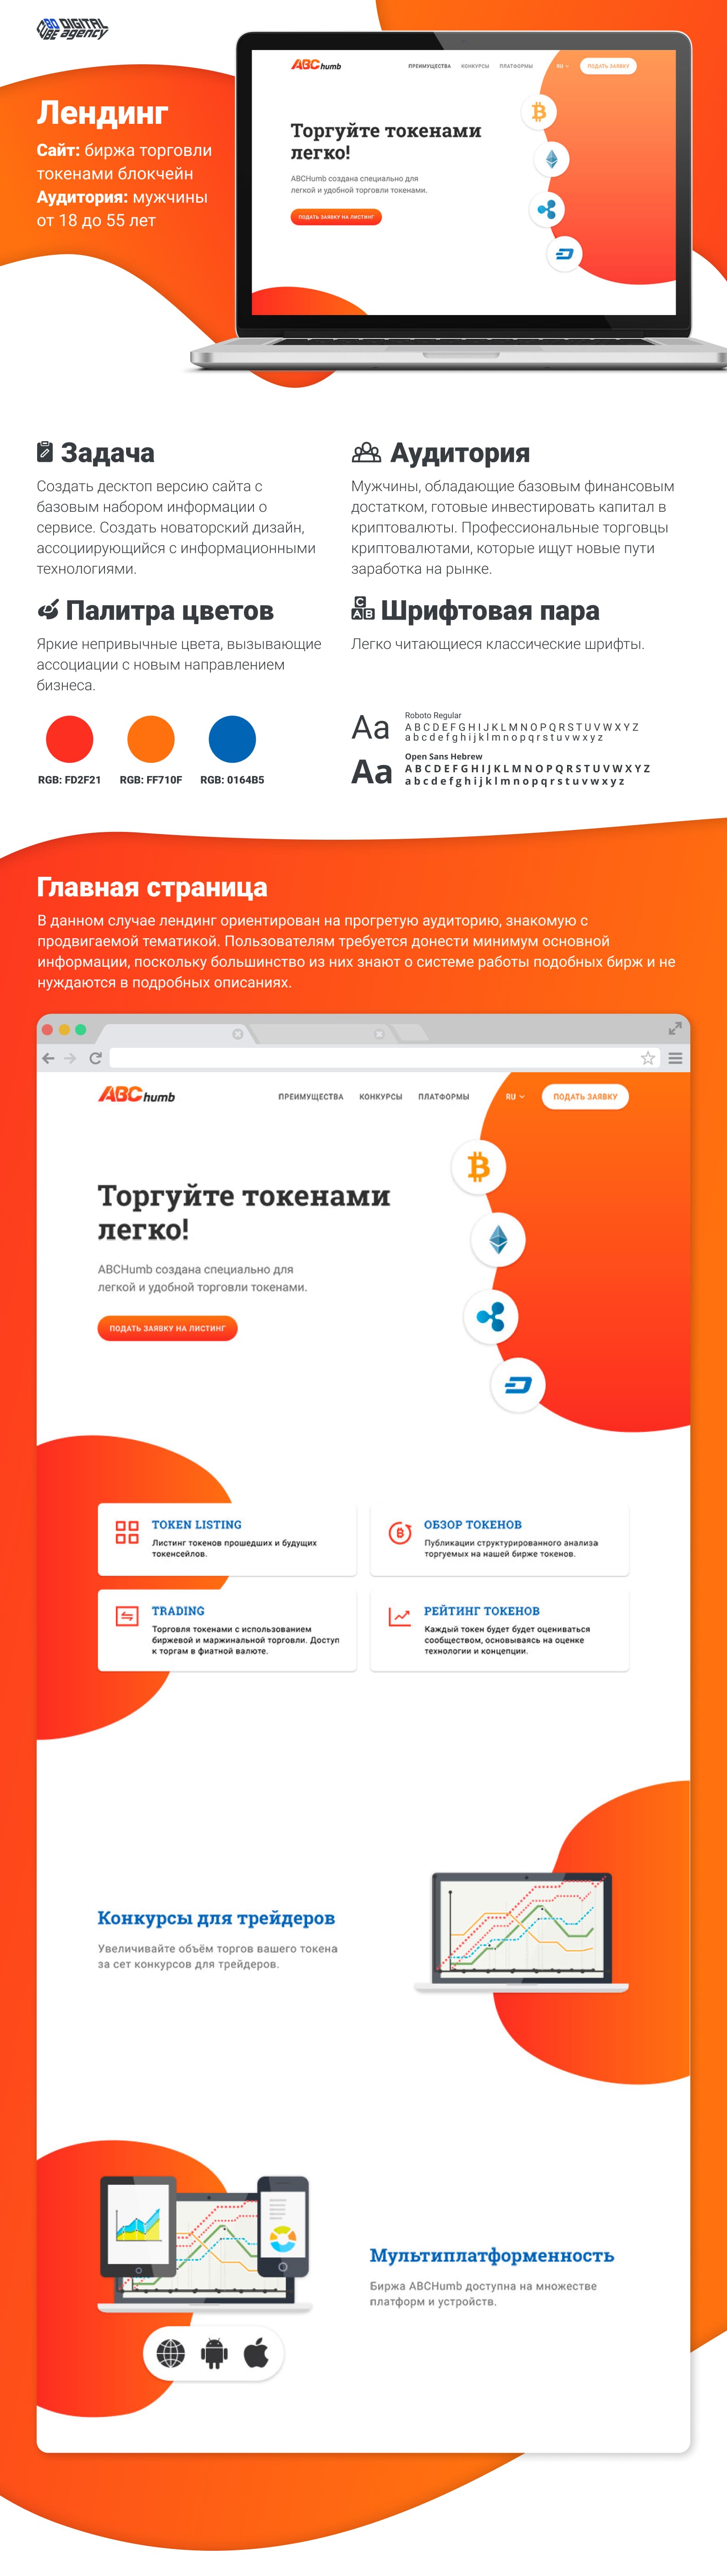 BO DIGITAL
agency
Лендинг
Сайт: биржа торговли
токенами блокчейн
Аудитория: мужчины
от 18 до 55 лет
ABC humb
ПРЕИМУЩЕСТВА КОНКУРСЫ ПЛАТФОРМЫ RU ПОДАТЬ ЗАЯВКУ
Торгуйте токенами
легко!
ABCHumb создана специально для
легкой и удобной торговли токенами.
ПОДАТЬ ЗАЯВКУ НА ЛИСТИНГ
Задача
Создать десктоп версию сайта с
базовым набором информации о
сервисе. Создать новаторский дизайн,
ассоциирующийся с информационными
технологиями.
Аудитория
Мужчины, обладающие базовым финансовым
достатком, готовые инвестировать капитал в
криптовалюты. Профессиональные торговцы
криптовалютами, которые ищут новые пути
заработка на рынке.
Палитра цветов
Яркие непривычные цвета, вызывающие
ассоциации с новым направлением
бизнеса.
RGB: FD2F21 RGB: FF710F RGB: 0164B5
C
A B
Шрифтовая пара
Легко читающиеся классические шрифты.
Aa
Roboto Regular
A B C D E F G H I J K L M N O P Q R S T U V W X Y Z
a b c d e f g h i j k l m n o p q r s t u v w x y z
Aa
Open Sans Hebrew
A B C D E F G H I J K L M N O P Q R S T U V W X Y Z
a b c d e f g h i j k l m n o p q r s t u v w x y z
Главная страница
В данном случае лендинг ориентирован на прогретую аудиторию, знакомую с
продвигаемой тематикой. Пользователям требуется донести минимум основной
информации, поскольку большинство из них знают о системе работы подобных бирж и не
нуждаются в подробных описаниях.
ABC humb
ПРЕИМУЩЕСТВА КОНКУРСЫ ПЛАТФОРМЫ RU ПОДАТЬ ЗАЯВКУ
Торгуйте токенами
легко!
ABCHumb создана специально для
легкой и удобной торговли токенами.
ПОДАТЬ ЗАЯВКУ НА ЛИСТИНГ
TOKEN LISTING
Листинг токенов прошедших и будущих
токенсейлов.
ОБЗОР ТОКЕНОВ
Публикации структурированного анализа
торгуемых на нашей бирже токенов.
TRADING
Торговля токенами с использованием
биржевой и маржинальной торговли. Доступ
к торгам в фиатной валюте.
РЕЙТИНГ ТОКЕНОВ
Каждый токен будет будет оцениваться
сообществом, основываясь на оценке
технологии и концепции.
Конкурсы для трейдеров
Увеличивайте объём торгов вашего токена
за сет конкурсов для трейдеров.
Мультиплатформенность
Биржа ABCHumb доступна на множестве
платформ и устройств.